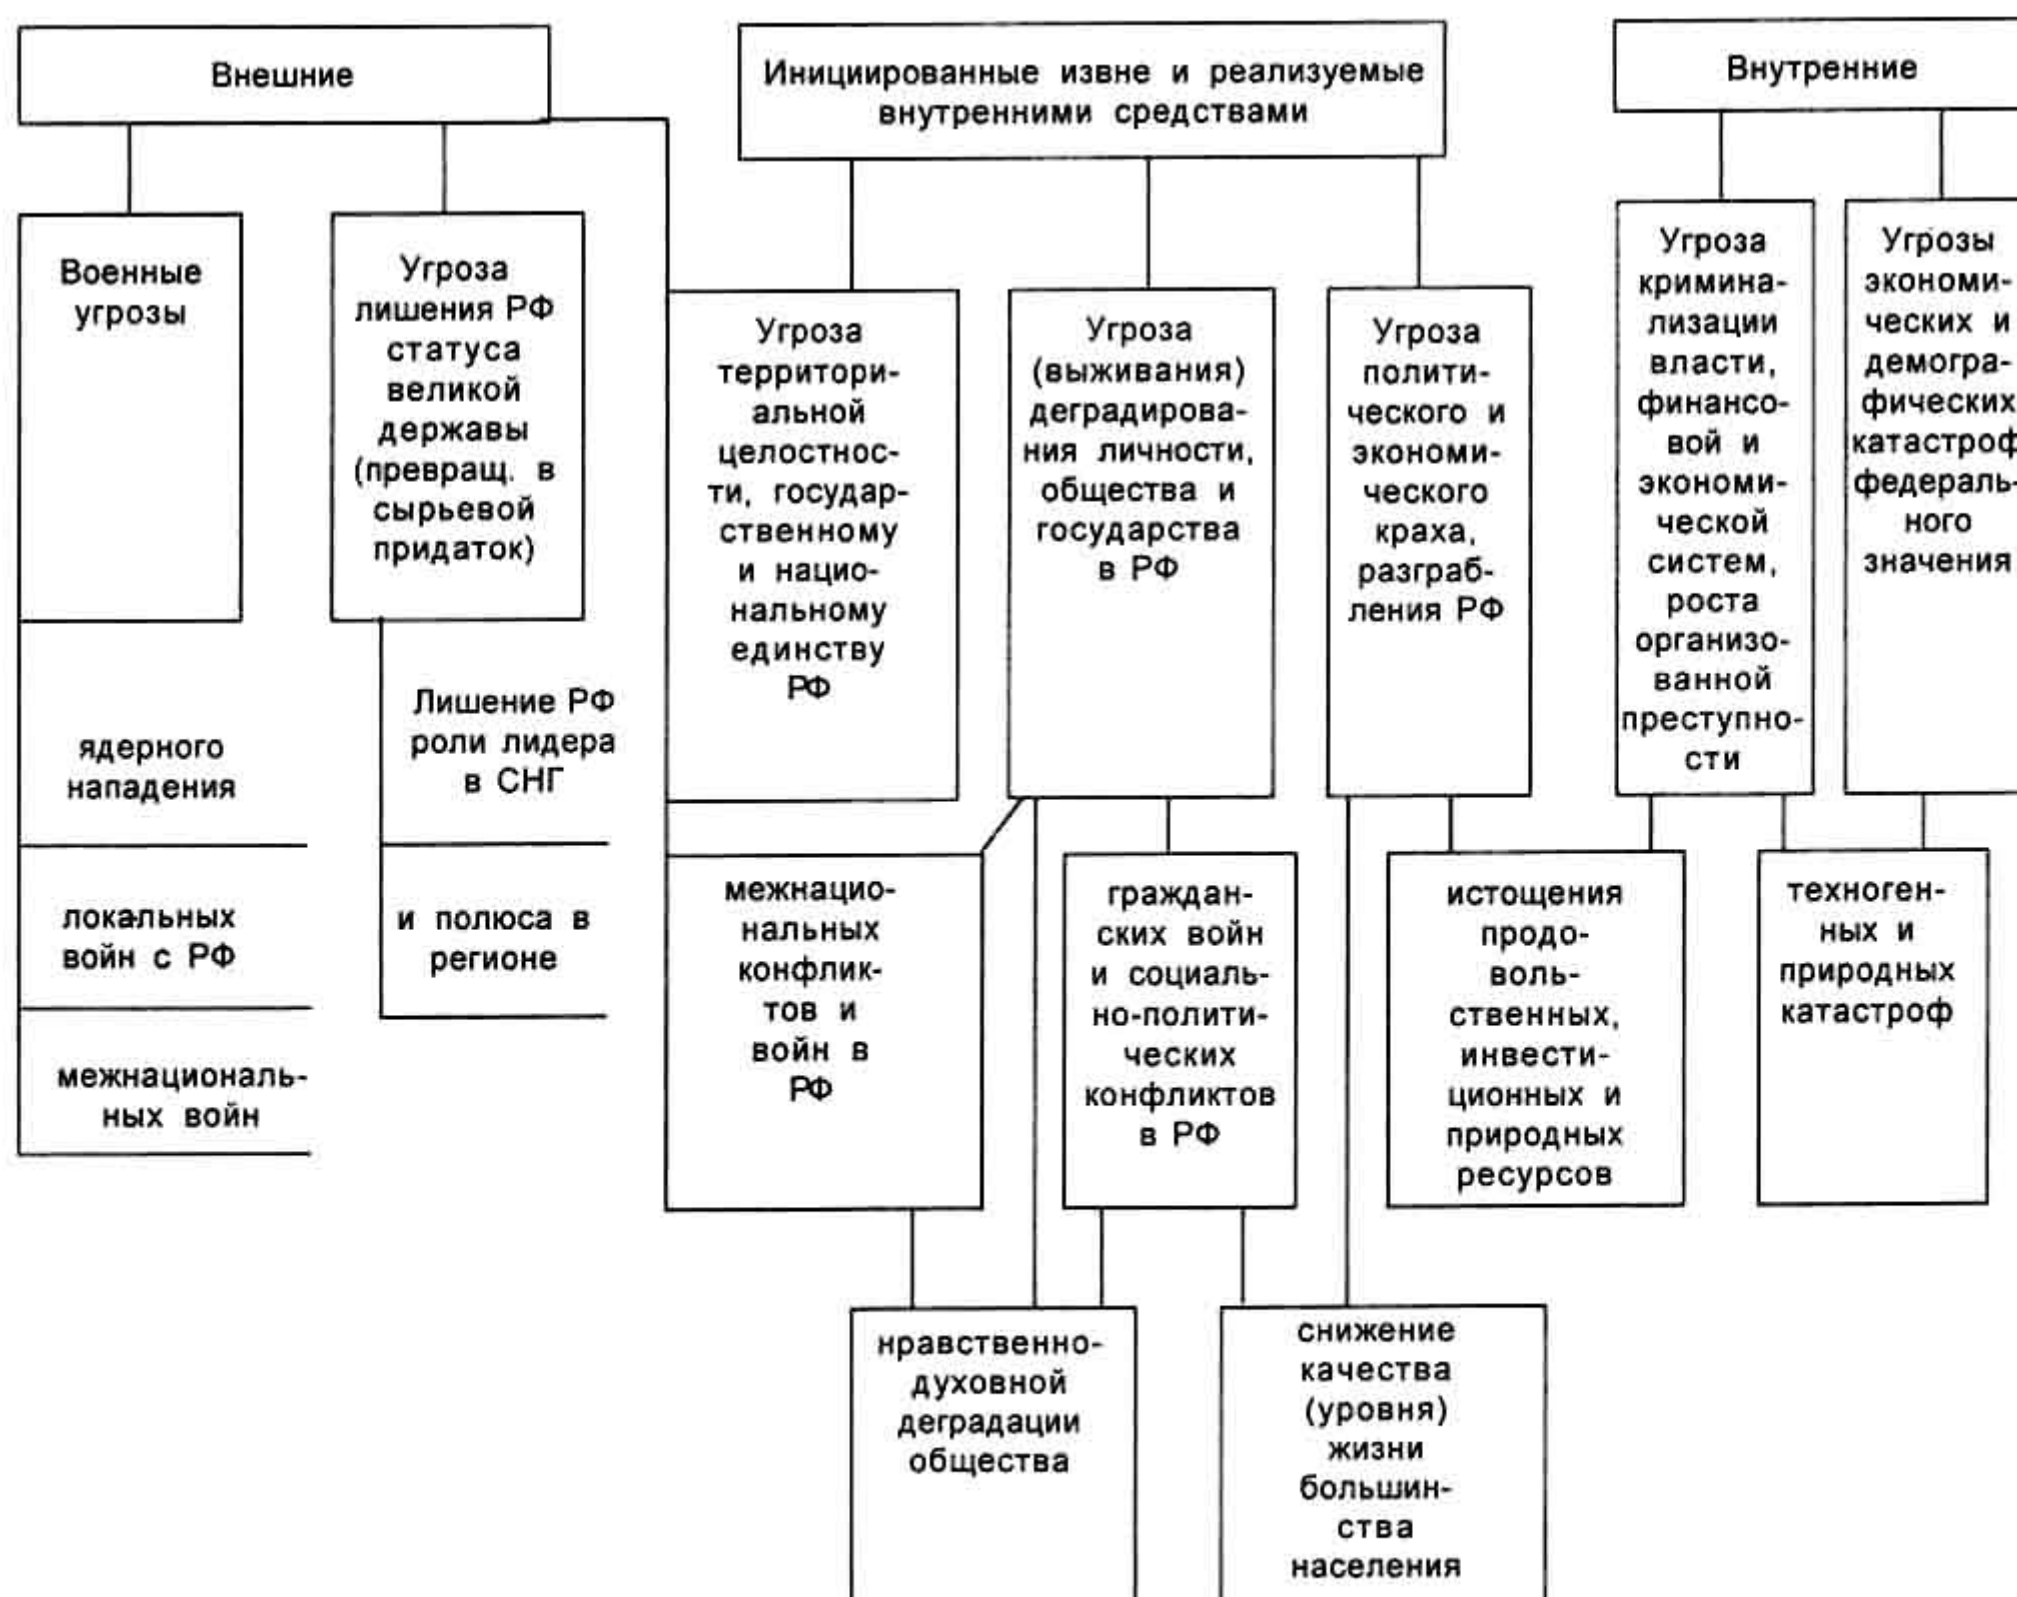 Внешние
Инициированные извне и реализуемые
внутренними средствами
Внутренние
Военные
угрозы
Угроза
лишения РФ
статуса
великой
державы
(превращ. в
сырьевой
придаток)
Угроза
территори-
альной
целостнос-
ти, государ-
ственному
и нацио-
нальному
единству
РФ
Угроза
(выживания)
деградирова-
ния личности,
общества и
государства
в РФ
Угроза
полити-
ческого и
экономи-
ческого
краха,
разграб-
ления РФ
Угроза
кримина-
лизации
власти,
финансо-
вой и
экономи-
ческой
систем,
роста
организо-
ванной
преступно-
сти
Угрозы
экономи-
ческих и
демогра-
фических
катастроф
федераль-
ного
значения
ядерного
нападения
локальных
войн с РФ
межнациональ-
ных войн
Лишение РФ
роли лидера
в СНГ
и полюса в
регионе
межнацио-
нальных
конфлик-
тов и
войн в
РФ
граждан-
ских войн
и социаль-
но-полити-
ческих
конфликтов
в РФ
истощения
продо-
воль-
ственных,
инвести-
ционных и
природных
ресурсов
техноген-
ных и
природных
катастроф
нравственно-
духовной
деградации
общества
снижение
качества
(уровня)
жизни
большин-
ства
населения